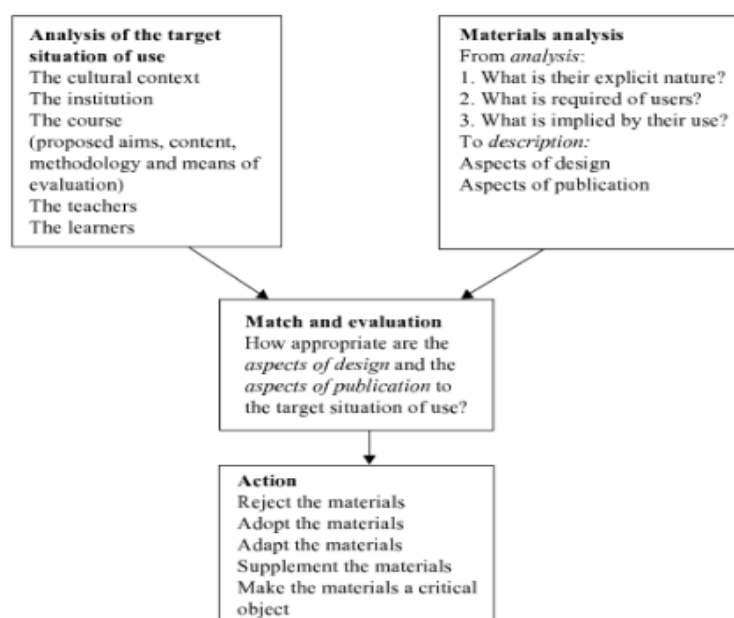 Analysis of the target
situation of use
The cultural context
The institution
The course
(proposed aims, content,
methodology and means of
evaluation)
The teachers
The learners
Materials analysis
From analysis:
1. What is their explicit nature?
2. What is required of users?
3. What is implied by their use?
To description:
Aspects of design
Aspects of publication
Match and evaluation
How appropriate are the
aspects of design and the
aspects of publication to
the target situation of use?
Action
Reject the materials
Adopt the materials
Adapt the materials
Supplement the materials
Make the materials a critical
object